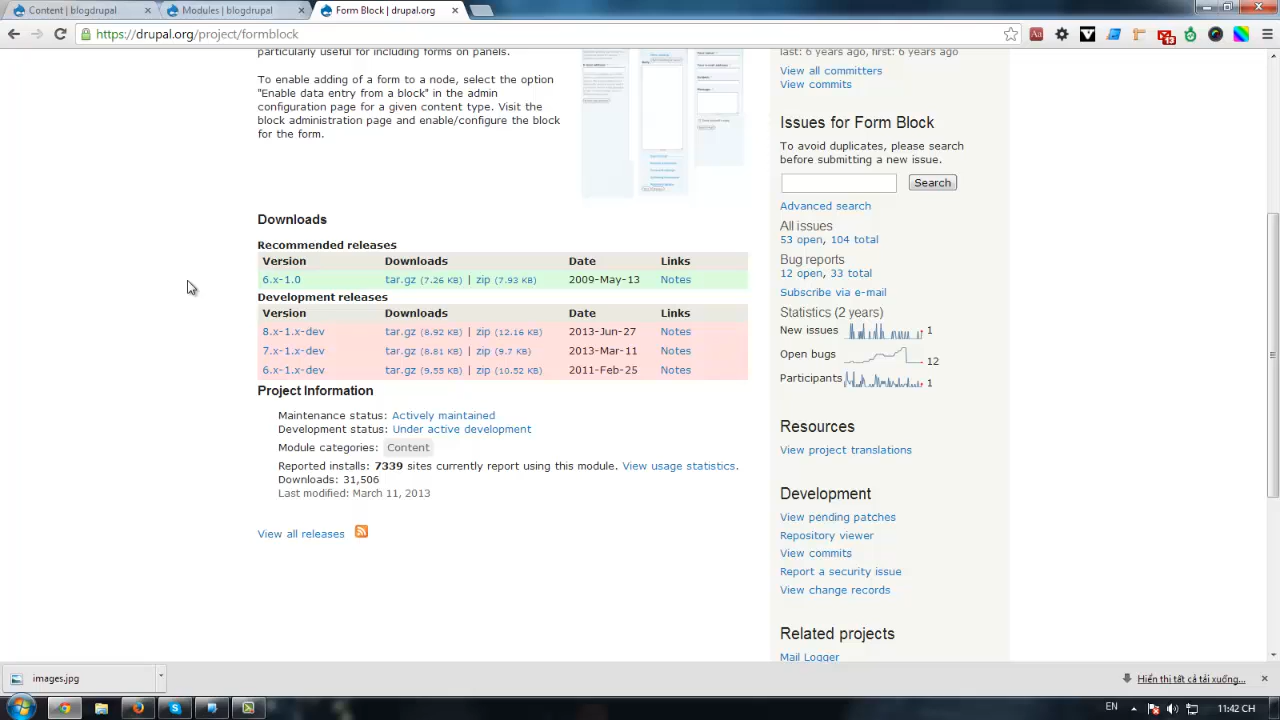 Content | blogdrupal
Modules | blogdrupal
Form Block | drupal.org
https://drupal.org/project/formblock
particularly useful for including forms on panels.
To enable adding of a form to a node, select the option
"Enable data entry from a block" in the admin
configuration page for a given content type. Visit the
block administration page and enable/configure the block
for the form.
Downloads
Recommended releases
Version Downloads Date Links
6.x-1.0 tar.gz (7.26 KB) | zip (7.93 KB) 2009-May-13 Notes
Development releases
Version Downloads Date Links
8.x-1.x-dev tar.gz (8.92 KB) | zip (12.16 KB) 2013-Jun-27 Notes
7.x-1.x-dev tar.gz (8.81 KB) | zip (9.7 KB) 2013-Mar-11 Notes
6.x-1.x-dev tar.gz (9.55 KB) | zip (10.52 KB) 2011-Feb-25 Notes
Project Information
Maintenance status: Actively maintained
Development status: Under active development
Module categories: Content
Reported installs: 7339 sites currently report using this module. View usage statistics.
Downloads: 31,506
Last modified: March 11, 2013
View all releases
last: 6 years ago, first: 6 years ago
View all committers
View commits
Issues for Form Block
To avoid duplicates, please search
before submitting a new issue.
Search
Advanced search
All issues
53 open, 104 total
Bug reports
12 open, 33 total
Subscribe via e-mail
Statistics (2 years)
New issues 1
Open bugs 12
Participants 1
Resources
View project translations
Development
View pending patches
Repository viewer
View commits
Report a security issue
View change records
Related projects
Mail Logger
images.jpg
Hiển thị tất cả tải xuống...
EN
11:42 CH